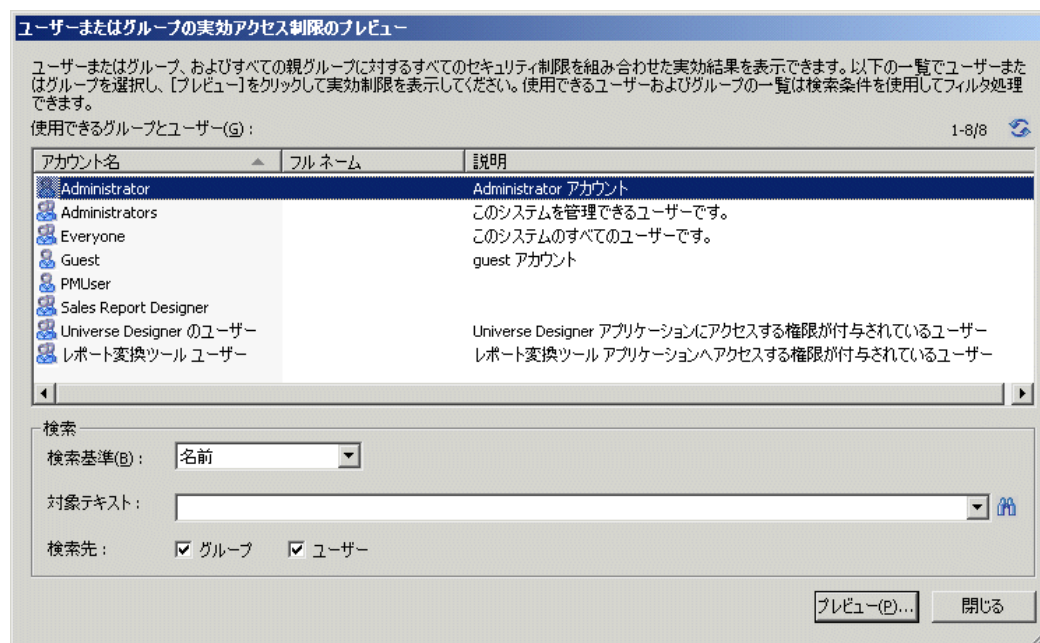 ユーザーまたはグループの実効アクセス制限のプレビュー
ユーザーまたはグループ、およびすべての親グループに対するすべてのセキュリティ制限を組み合わせた実効結果を表示できます。以下の一覧でユーザーまた
はグループを選択し、[プレビュー]をクリックして実効制限を表示してください。使用できるユーザーおよびグループの一覧は検索条件を使用してフィルタ処理
できます。
使用できるグループとユーザー(G)： 1-8/8
アカウント名 フル ネーム 説明
Administrator Administrator アカウント
Administrators このシステムを管理できるユーザーです。
Everyone このシステムのすべてのユーザーです。
Guest guest アカウント
PMUser
Sales Report Designer
Universe Designer のユーザー Universe Designer アプリケーションにアクセスする権限が付与されているユーザー
レポート変換ツール ユーザー レポート変換ツール アプリケーションへアクセスする権限が付与されているユーザー
検索
検索基準(B)： 名前
対象テキスト：
検索先： グループ ユーザー
プレビュー(P)... 閉じる